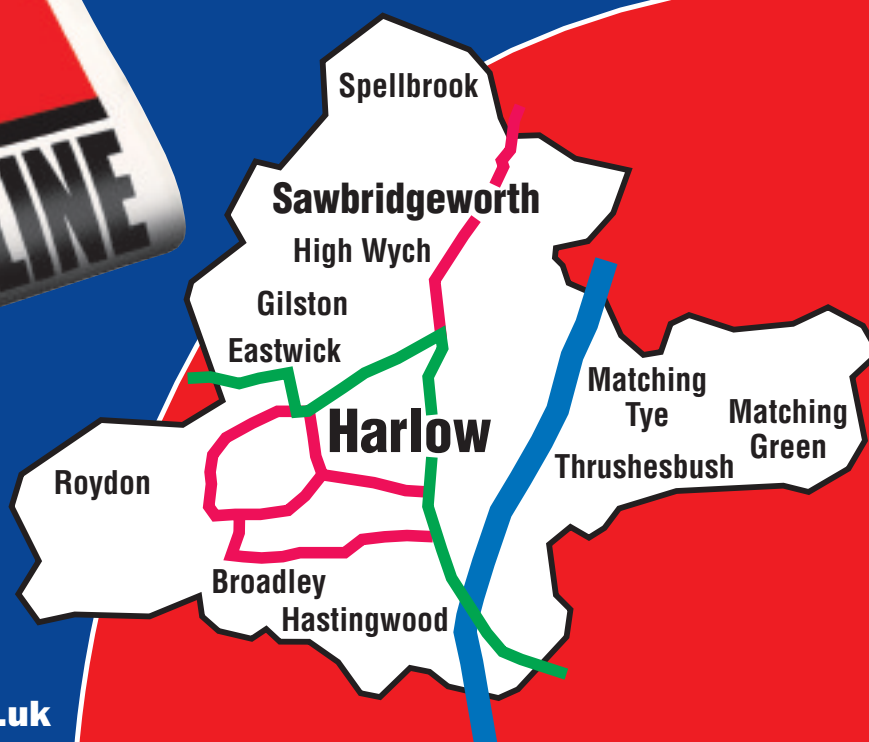 LINE
Spellbrook
Sawbridgeworth
High Wych
Gilston
Eastwick
Harlow
Matching
Tye
Matching
Green
Thrushesbush
Roydon
Broadley
Hastingwood
.uk